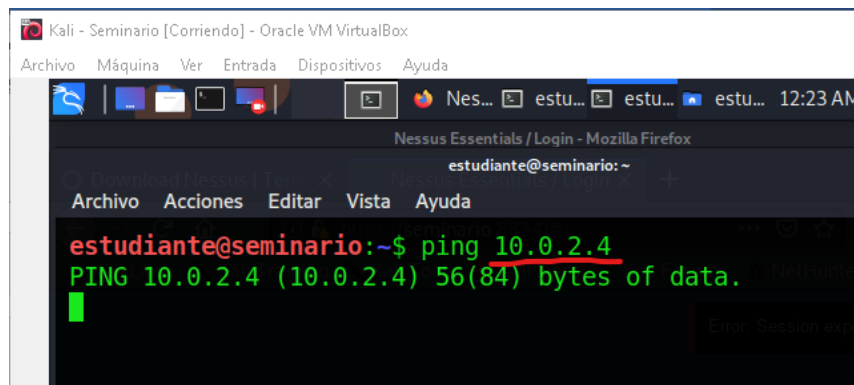 Kali - Seminario [Corriendo] - Oracle VM VirtualBox
Archivo Máquina Ver Entrada Dispositivos Ayuda
Nes... estu... estu... estu... 12:23 AM
Nessus Essentials / Login - Mozilla Firefox
estudiante@seminario: ~
Download Nessus | Ten Nessus Essentials / Login
Archivo Acciones Editar Vista Ayuda
seminario
estudiante@seminario:~$ ping 10.0.2.4
PING 10.0.2.4 (10.0.2.4) 56(84) bytes of data.
NetHunte
Error: Session exp